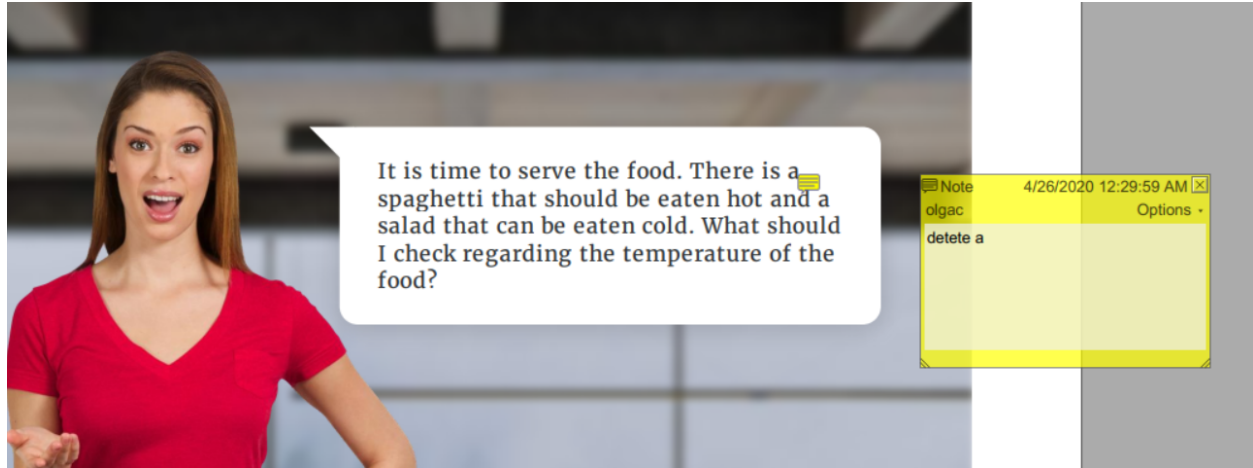 It is time to serve the food. There is a
spaghetti that should be eaten hot and a
salad that can be eaten cold. What should
I check regarding the temperature of the
food?
Note 4/26/2020 12:29:59 AM
olgac Options
detete a